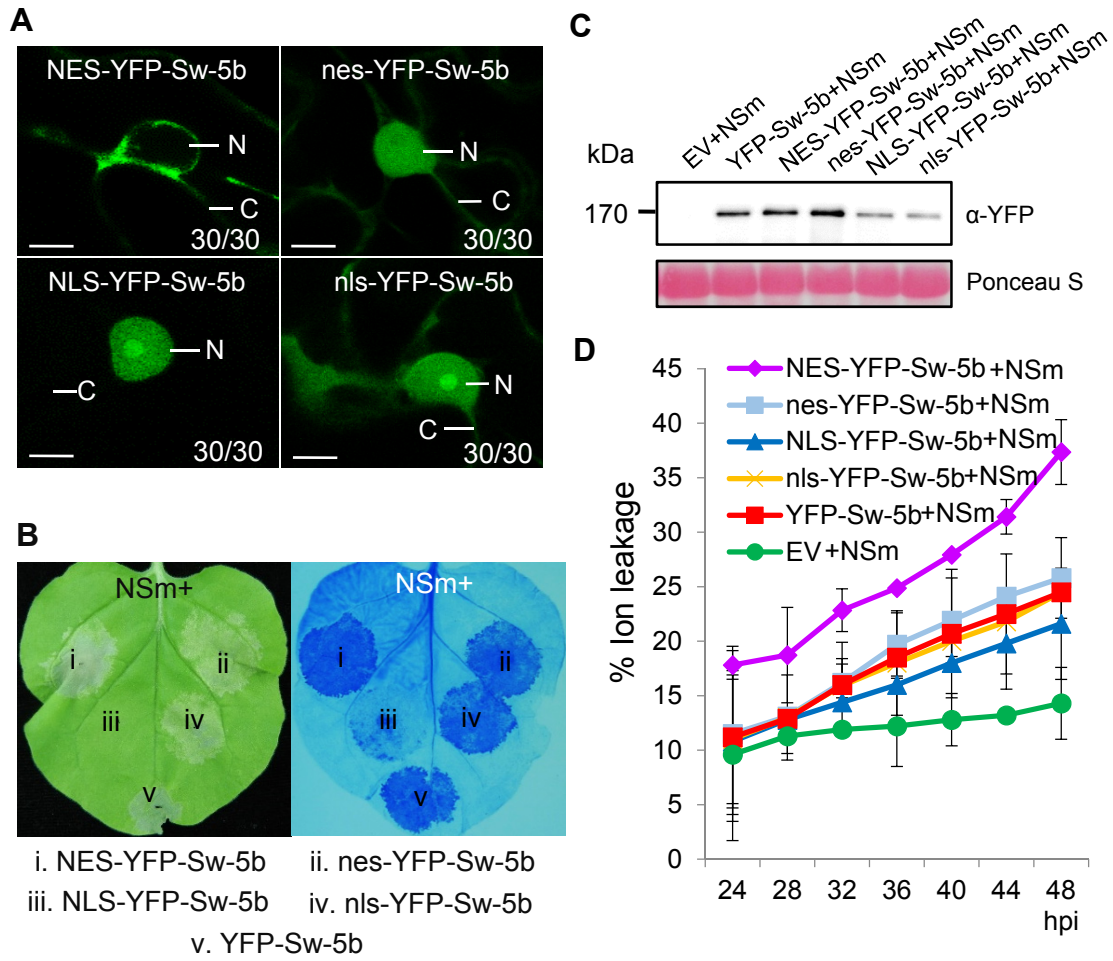 A
NES-YFP-Sw-5b
N
C
30/30
nes-YFP-Sw-5b
N
C
30/30
NLS-YFP-Sw-5b
N
C
30/30
nls-YFP-Sw-5b
N
C
30/30
B
NSm+
i
ii
iii
iv
v
NSm+
i
ii
iii
iv
v
i. NES-YFP-Sw-5b
ii. nes-YFP-Sw-5b
iii. NLS-YFP-Sw-5b
iv. nls-YFP-Sw-5b
v. YFP-Sw-5b
C
kDa
EV+NSm
YFP-Sw-5b+NSm
NES-YFP-Sw-5b+NSm
nes-YFP-Sw-5b+NSm
NLS-YFP-Sw-5b+NSm
nls-YFP-Sw-5b+NSm
170
α-YFP
Ponceau S
D
% Ion leakage
45
40
35
30
25
20
15
10
5
0
NES-YFP-Sw-5b+NSm
nes-YFP-Sw-5b+NSm
NLS-YFP-Sw-5b+NSm
nls-YFP-Sw-5b+NSm
YFP-Sw-5b+NSm
EV+NSm
24 28 32 36 40 44 48
hpi